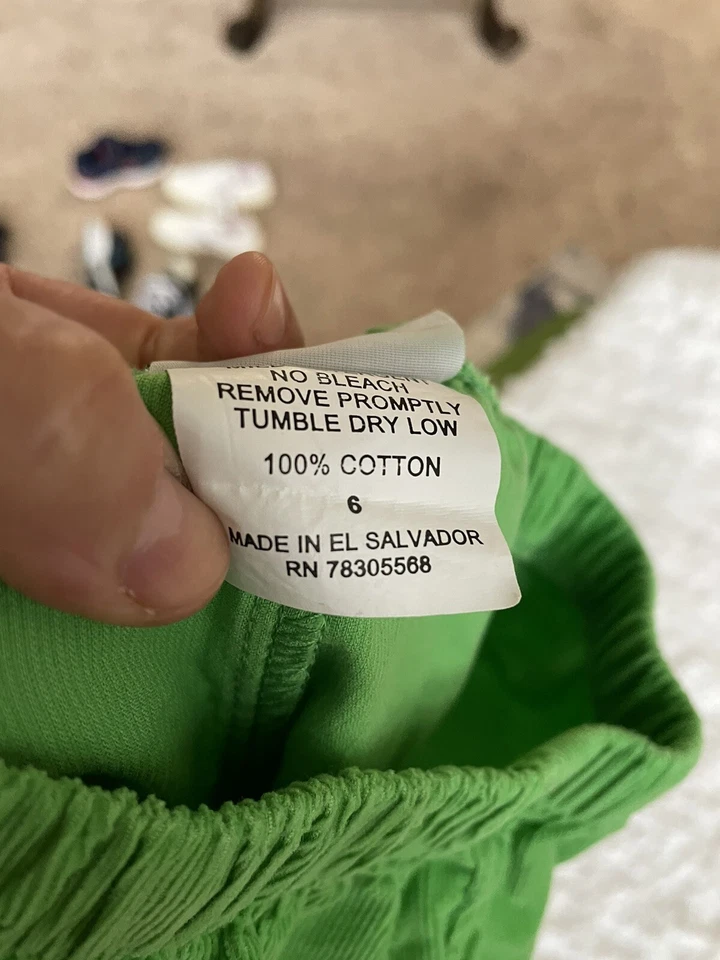 NO BLEACH
REMOVE PROMPTLY
TUMBLE DRY LOW
100% COTTON
6
MADE IN EL SALVADOR
RN 78305568